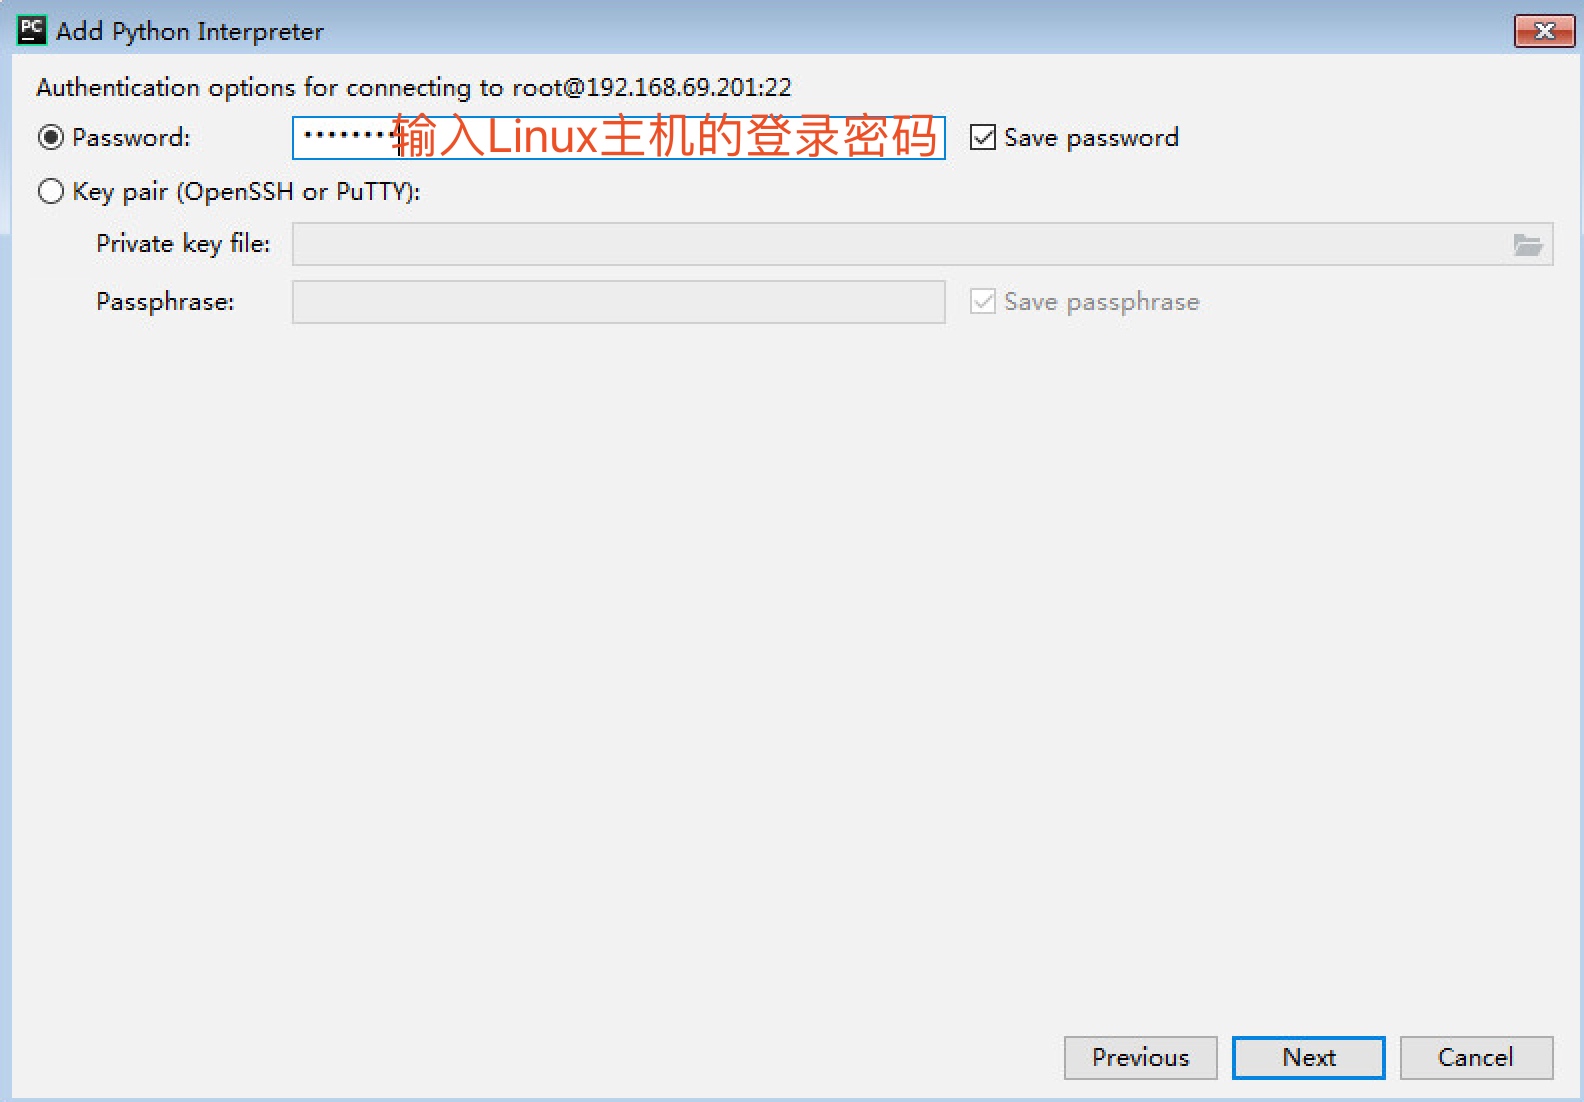 PC Add Python Interpreter
Authentication options for connecting to root@192.168.69.201:22
Password: ••••••••输入Linux主机的登录密码 Save password
Key pair (OpenSSH or PuTTY):
Private key file:
Passphrase: Save passphrase
Previous Next Cancel